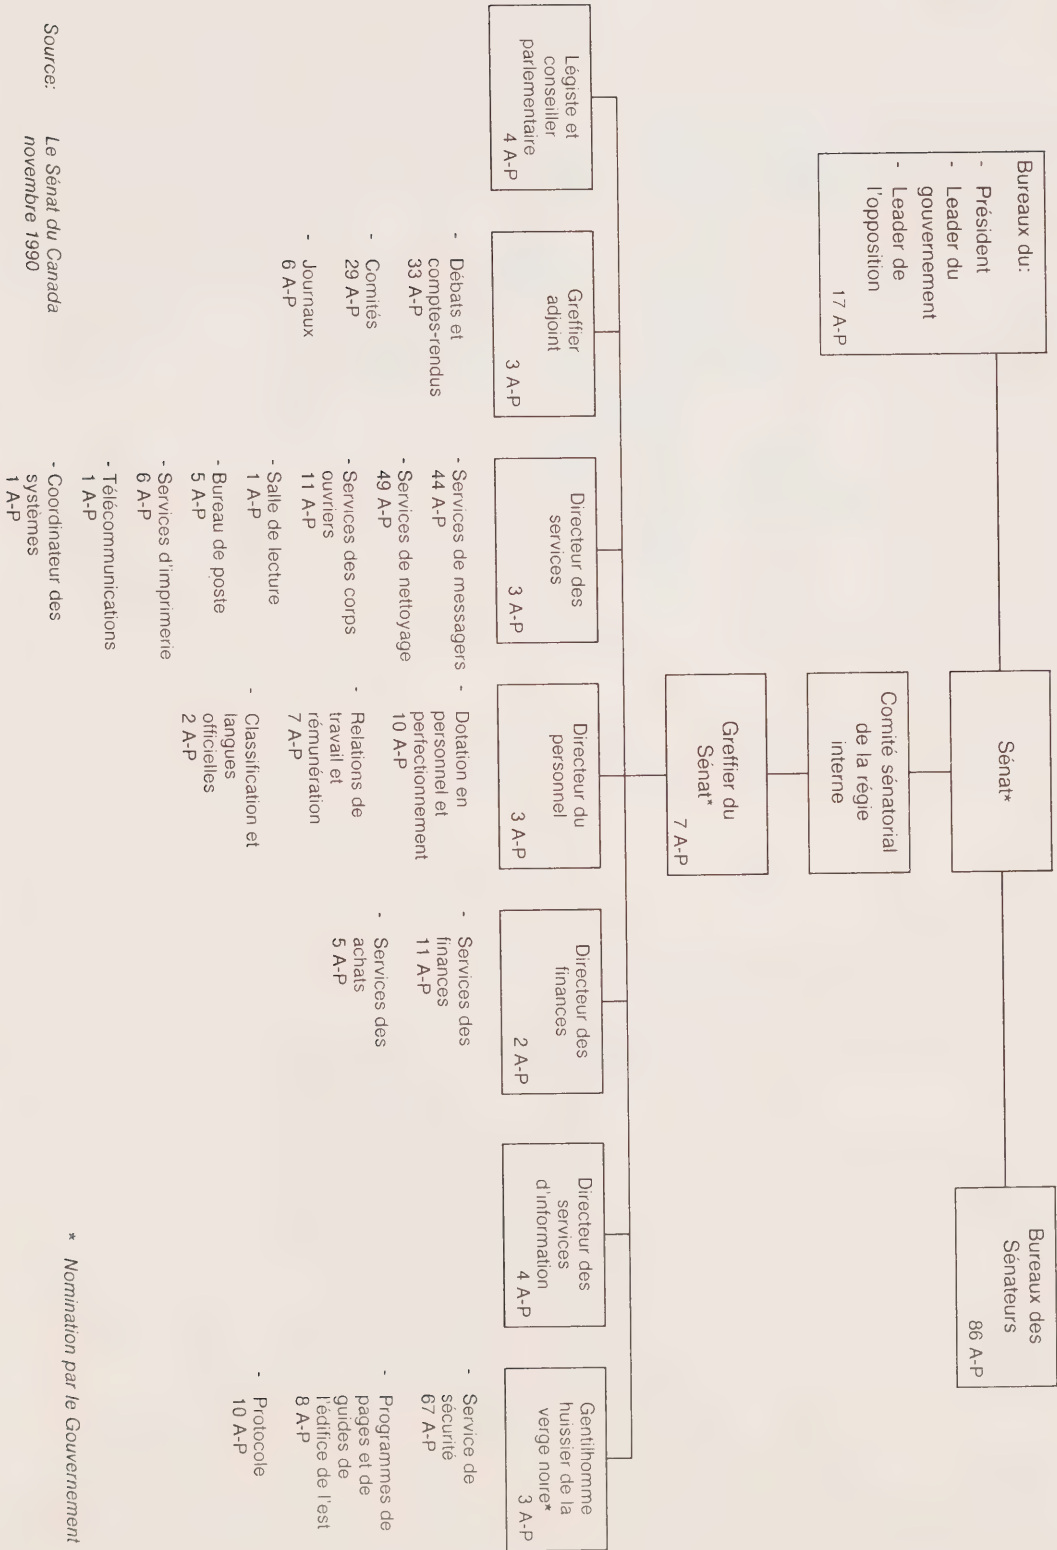 Bureaux du:
- Président
- Leader du
gouvernement
- Leader de
l'opposition
17 A-P
Sénat*
Bureaux des
Sénateurs
86 A-P
Comité sénatorial
de la régie
interne
Greffier du
Sénat*
7 A-P
Légiste et
conseiller
parlementaire
4 A-P
Greffier
adjoint
3 A-P
- Débats et
comptes-rendus
33 A-P
- Comités
29 A-P
- Journaux
6 A-P
Directeur des
services
3 A-P
- Services de messagers
44 A-P
- Services de nettoyage
49 A-P
- Services des corps
ouvriers
11 A-P
- Salle de lecture
1 A-P
- Bureau de poste
5 A-P
- Services d'imprimerie
6 A-P
- Télécommunications
1 A-P
- Coordinateur des
systèmes
1 A-P
Directeur du
personnel
3 A-P
- Dotation en
personnel et
perfectionnement
10 A-P
- Relations de
travail et
rémunération
7 A-P
- Classification et
langues
officielles
2 A-P
Directeur des
finances
2 A-P
- Services des
finances
11 A-P
- Services des
achats
5 A-P
Directeur des
services
d'information
4 A-P
Gentilhomme
huissier de la
verge noire*
3 A-P
- Service de
sécurité
67 A-P
- Programmes de
pages et de
guides de
l'édifice de l'est
8 A-P
- Protocole
10 A-P
Source: Le Sénat du Canada
novembre 1990
* Nomination par le Gouvernement